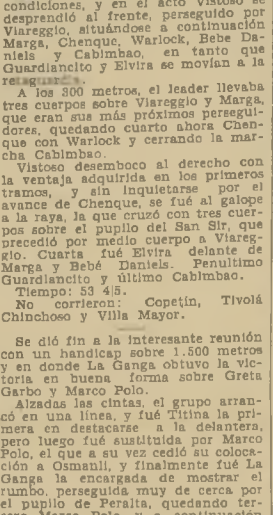 condiciones, y en el acto Vistoso se
desprendió al frente, perseguido por
Viareggio, situándose a continuación
Marga, Chenque, Warlock, Bebe Da-
niels y Cabimbao, en tanto que
Guardiancito y Elvira se movían a la
retaguardia.
A los 300 metros, el leader llevaba
tres cuerpos sobre Viareggio y Marga,
que eran sus más próximos persegui-
dores, quedando cuarto ahora Chen-
que con Warlock y cerrando la mar-
cha Cabimbao.
Vistoso desemboco al derecho con
la ventaja adquirida en los primeros
tramos, y sin inquietarse por el
avance de Chenque, se fué al galope
a la raya, la que cruzó con tres cuer-
pos sobre el pupilo del San Sir, que
precedió por medio cuerpo a Viareg-
gio. Cuarta fué Elvira delante de
Marga y Bebé Daniels. Penultimo
Guardiancito y último Cabimbao.
Tiempo: 53 4|5.
No corrieron: Copetín, Tivolá
Chinchoso y Villa Mayor.
Se dió fin a la interesante reunión
con un handicap sobre 1.500 metros
y en donde La Ganga obtuvo la vic-
toria en buena forma sobre Greta
Garbo y Marco Polo.
Alzadas las cintas, el grupo arran-
có en una línea, y fué Titina la pri-
mera en destacarse a la delantera,
pero luego fué sustituida por Marco
Polo, el que a su vez cedió su coloca-
ción a Osmanli, y finalmente fué La
Ganga la encargada de mostrar el
rumbo, perseguida muy de cerca por
el pupilo de Peralta, quedando ter-
Marco Polo